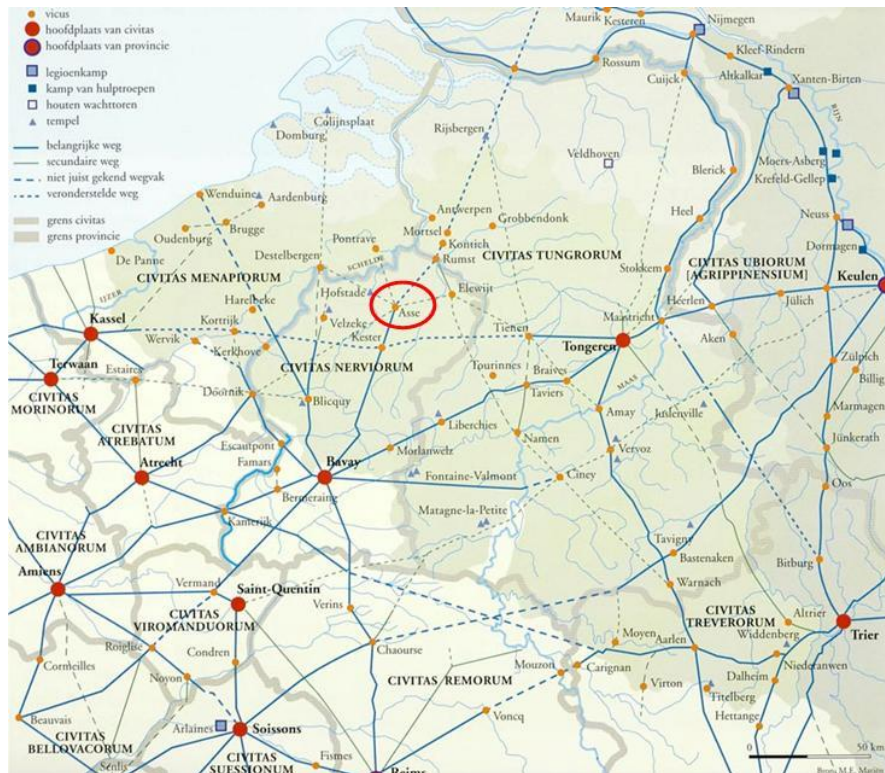 vicus
hoofdplaats van civitas
hoofdplaats van provincie
legioenkamp
kamp van hulptroepen
houten wachttoren
tempel
belangrijke weg
secundaire weg
niet juist gekend wegvak
veronderstelde weg
grens civitas
grens provincie
Maurik
Kesteren
Nijmegen
Rossum
Kleef-Rindern
Cuijck
Altkalkar
Xanten-Birten
RIJN
Colijnsplaat
Domburg
Rijsbergen
Veldhoven
Moers-Asberg
Krefeld-Gellep
Blerick
Wenduine
Aardenburg
Antwerpen
Grobbendonk
Heel
Neuss
Oudenburg
Brugge
Pontrave
Mortsel
Kontich
Dormagen
De Panne
Destelbergen
SCHELDE
Rumst
CIVITAS TUNGRORUM
CIVITAS UBIORUM
[AGRIPPINENSIUM]
CIVITAS MENAPIORUM
Stokkem
Keulen
IJZER
Hofstade
Elewijt
Harelbeke
Asse
Maastricht
Heerlen
Jülich
Kassel
Kortrijk
Velzeke
Tienen
Aken
Wervik
Kerkhove
Kester
Tongeren
Zülpich
Terwaan
Estaires
CIVITAS NERVIORUM
Tourinnes
Braives
MAAS
Billig
CIVITAS
MORINORUM
Doornik
Blicquy
Taviers
Amay
Juslenville
Marmagen
CIVITAS
ATREBATUM
Liberchies
Namen
Vervoz
Jünkerath
Escautpont
Morlanwelz
Atrecht
Famars
Bavay
Fontaine-Valmont
Ciney
Oos
Bermeraing
Matagne-la-Petite
Kamerijk
CIVITAS
AMBIANORUM
Tavigny
Bastenaken
Bitburg
Amiens
Vermand
Saint-Quentin
Warnach
CIVITAS
VIROMANDUORUM
Verins
CIVITAS
TREVERORUM
Altrier
Widdenberg
Trier
Roiglise
Condren
Chaourse
Moyen
Aarlen
Cormeilles
Noyon
CIVITAS REMORUM
Mouzon
Carignan
Niederanwen
Dalheim
Virton
Titelberg
Beauvais
Arlaines
Soissons
Voncq
Hettange
CIVITAS
BELLOVACORUM
Senlis
CIVITAS
SUESSIONUM
Fismes
Reims
0
50 km